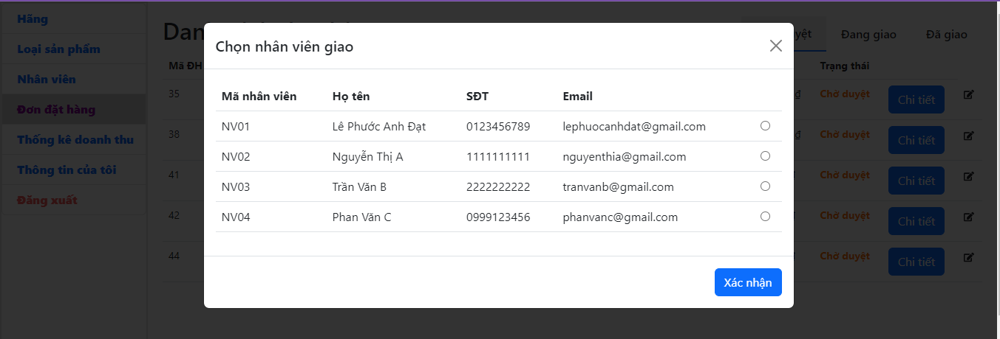 Hãng
Loại sản phẩm
Nhân viên
Đơn đặt hàng
Thống kê doanh thu
Thông tin của tôi
Đăng xuất
Đang giao Đã giao
Mã ĐH Trạng thái
35 Chờ duyệt Chi tiết
38 Chờ duyệt Chi tiết
41 Chờ duyệt Chi tiết
42 Chờ duyệt Chi tiết
44 Chờ duyệt Chi tiết
Chọn nhân viên giao
Mã nhân viên Họ tên SĐT Email
NV01 Lê Phước Anh Đạt 0123456789 lephuocanhdat@gmail.com
NV02 Nguyễn Thị A 1111111111 nguyenthia@gmail.com
NV03 Trần Văn B 2222222222 tranvanb@gmail.com
NV04 Phan Văn C 0999123456 phanvanc@gmail.com
Xác nhận